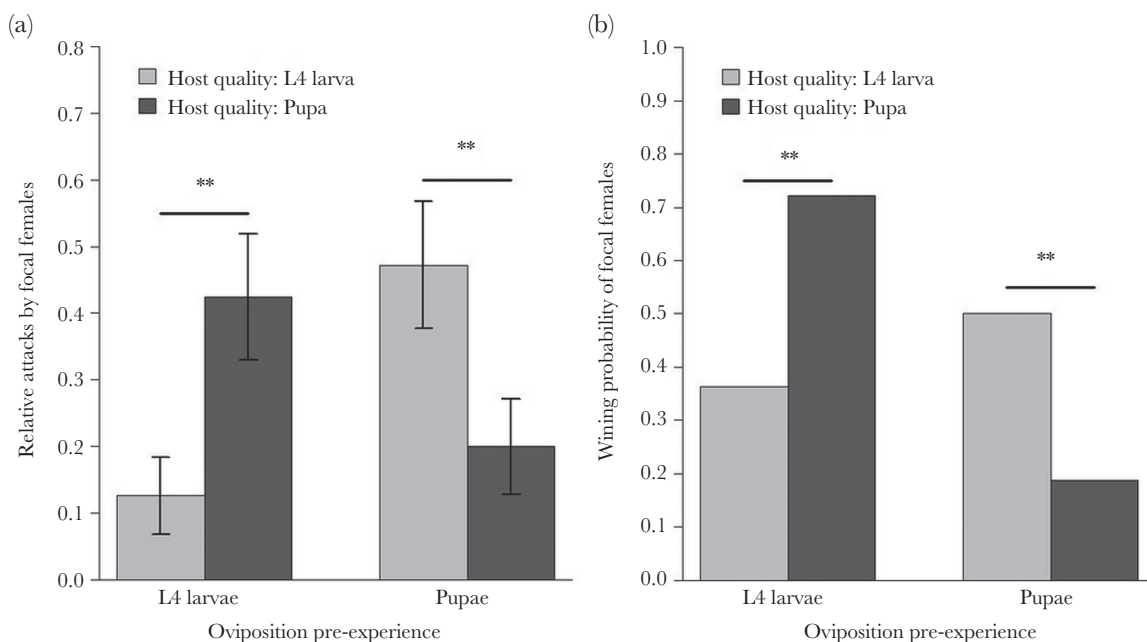 (a)
0.8
0.7
0.6
0.5
0.4
0.3
0.2
0.1
0.0
Relative attacks by focal females
Host quality: L4 larva
Host quality: Pupa
**
**
L4 larvae
Pupae
Oviposition pre-experience
(b)
1.0
0.9
0.8
0.7
0.6
0.5
0.4
0.3
0.2
0.1
0.0
Wining probability of focal females
Host quality: L4 larva
Host quality: Pupa
**
**
L4 larvae
Pupae
Oviposition pre-experience